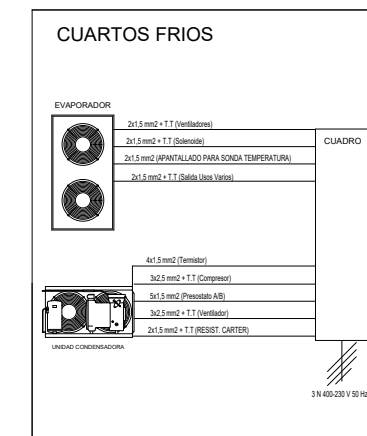 CUARTOS FRIOS
EVAPORADOR
2x1,5 mm2 + T.T (Ventiladores)
2x1,5 mm2 + T.T (Solenoide)
2x1,5 mm2 (APANTALLADO PARA SONDA TEMPERATURA)
2x1,5 mm2 + T.T (Salida Usos Varios)
CUADRO
4x1,5 mm2 (Termistor)
3x2,5 mm2 + T.T (Compresor)
5x1,5 mm2 (Presostato A/B)
3x2,5 mm2 + T.T (Ventilador)
2x1,5 mm2 + T.T (RESIST. CARTER)
UNIDAD CONDENSADORA
3 N 400-230 V 50 Hz